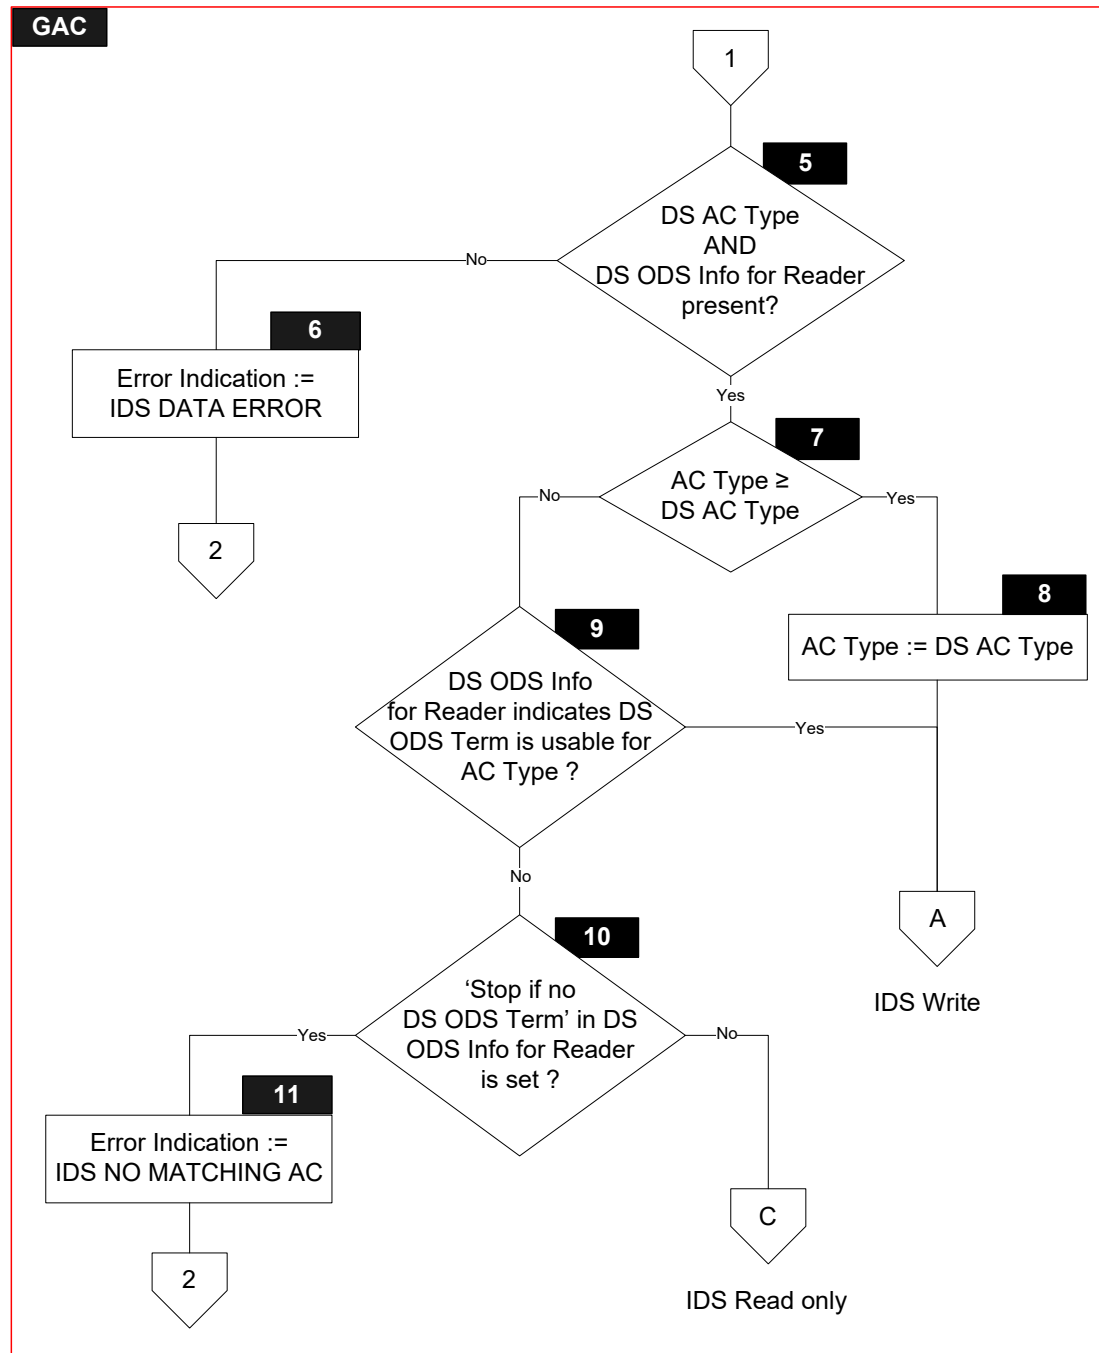 GAC
1
5
DS AC Type
AND
DS ODS Info for Reader
present?
No
6
Error Indication :=
IDS DATA ERROR
2
Yes
7
AC Type ≥
DS AC Type
No
Yes
8
AC Type := DS AC Type
9
DS ODS Info
for Reader indicates DS
ODS Term is usable for
AC Type ?
Yes
No
A
IDS Write
10
‘Stop if no
DS ODS Term’ in DS
ODS Info for Reader
is set ?
Yes
No
11
Error Indication :=
IDS NO MATCHING AC
2
C
IDS Read only